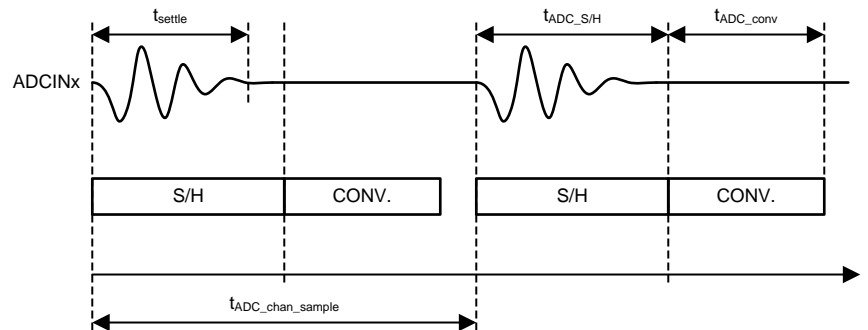 tsettle
tADC_S/H
tADC_conv
ADCINx
S/H
CONV.
S/H
CONV.
tADC_chan_sample